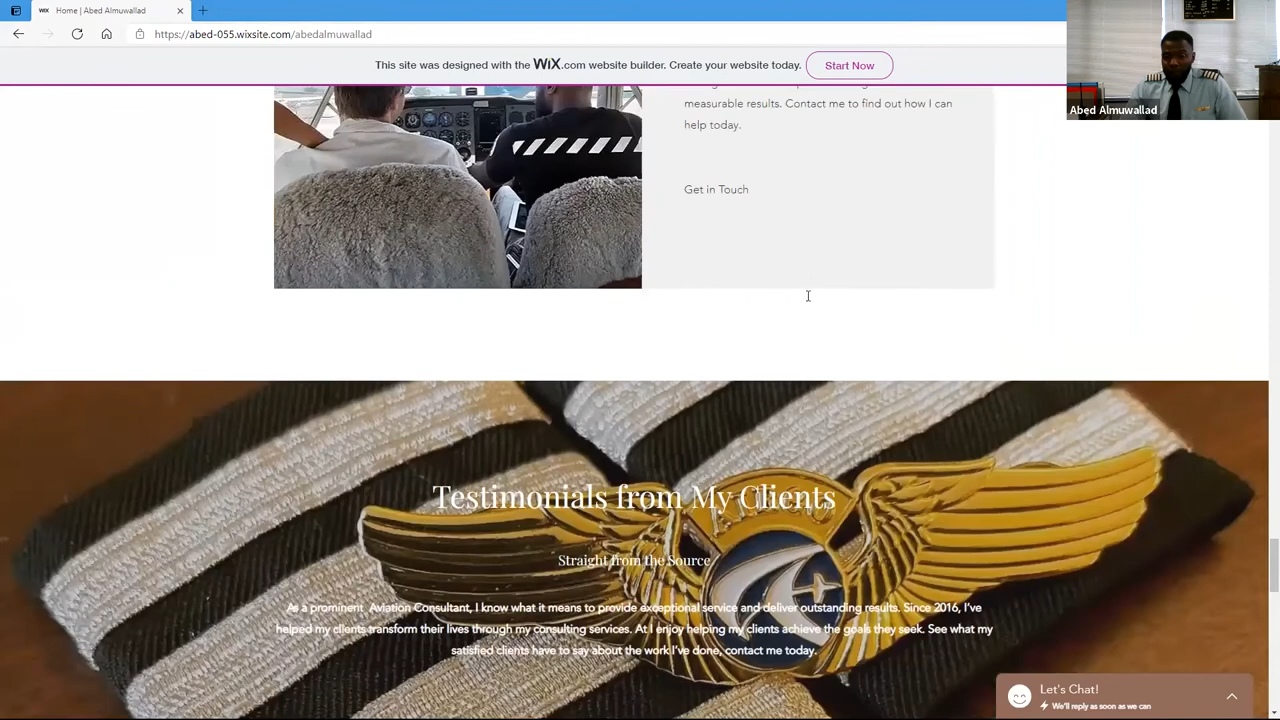 WIX
Home | Abed Almuwallad
https://abed-055.wixsite.com/abedalmuwallad
This site was designed with the WiX.com website builder. Create your website today.
Start Now
Abed Almuwallad
measurable results. Contact me to find out how I can
help today.
Get in Touch
Testimonials from My Clients
Straight from the Source
As a prominent Aviation Consultant, I know what it means to provide exceptional service and deliver outstanding results. Since 2016, I've
helped my clients transform their lives through my consulting services. At I enjoy helping my clients achieve the goals they seek. See what my
satisfied clients have to say about the work I've done, contact me today.
Let's Chat!
We'll reply as soon as we can